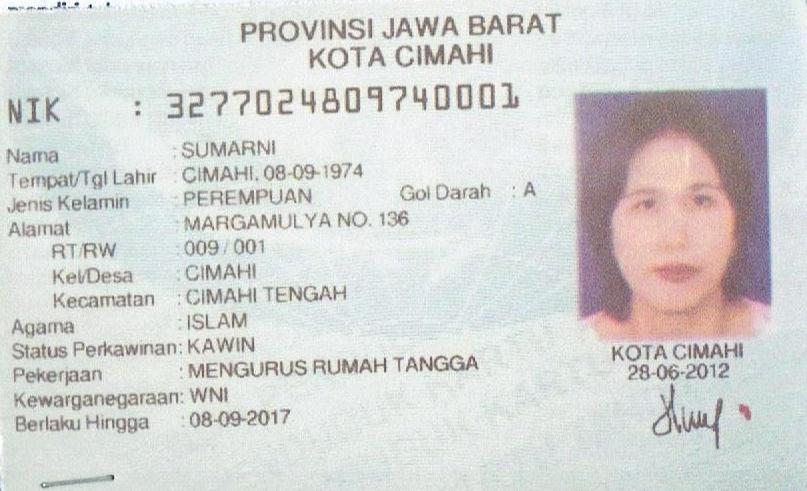 PROVINSI JAWA BARAT
KOTA CIMAHI
NIK : 3277024809740001
Nama : SUMARNI
Tempat/Tgl Lahir : CIMAHI, 08-09-1974
Jenis Kelamin : PEREMPUAN Gol Darah : A
Alamat : MARGAMULYA NO. 136
RT/RW : 009 / 001
Kel/Desa : CIMAHI
Kecamatan : CIMAHI TENGAH
Agama : ISLAM
Status Perkawinan: KAWIN
Pekerjaan : MENGURUS RUMAH TANGGA
Kewarganegaraan: WNI
Berlaku Hingga : 08-09-2017
KOTA CIMAHI
28-06-2012